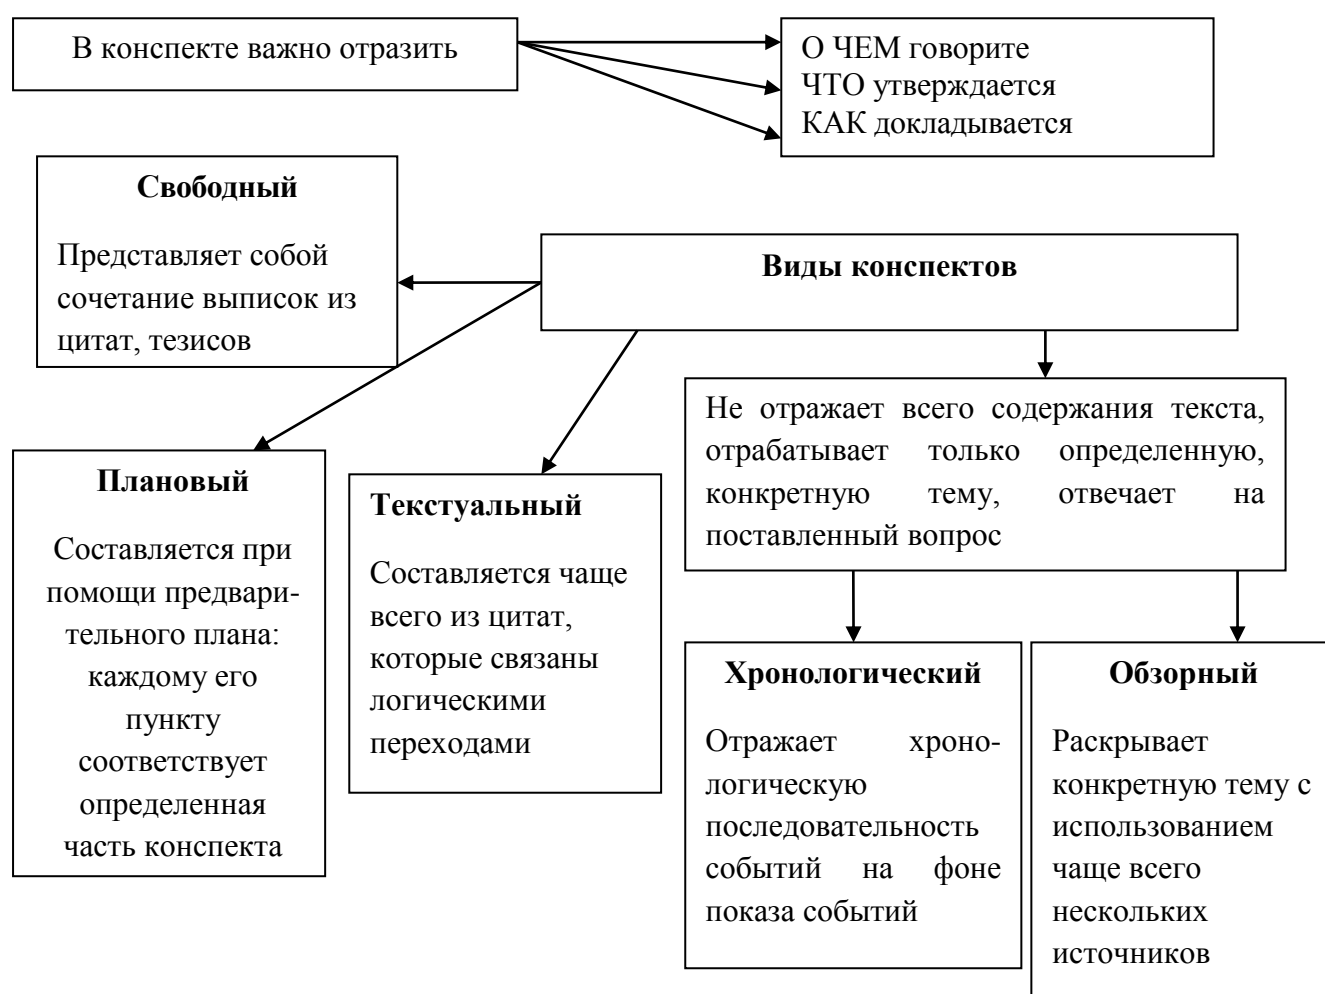 В конспекте важно отразить
О ЧЕМ говорите
ЧТО утверждается
КАК докладывается
Свободный
Представляет собой
сочетание выписок из
цитат, тезисов
Виды конспектов
Не отражает всего содержания текста,
отрабатывает только определенную,
конкретную тему, отвечает на
поставленный вопрос
Плановый
Составляется при
помощи предвари-
тельного плана:
каждому его
пункту
соответствует
определенная
часть конспекта
Текстуальный
Составляется чаще
всего из цитат,
которые связаны
логическими
переходами
Хронологический
Отражает хроно-
логическую
последовательность
событий на фоне
показа событий
Обзорный
Раскрывает
конкретную тему с
использованием
чаще всего
нескольких
источников